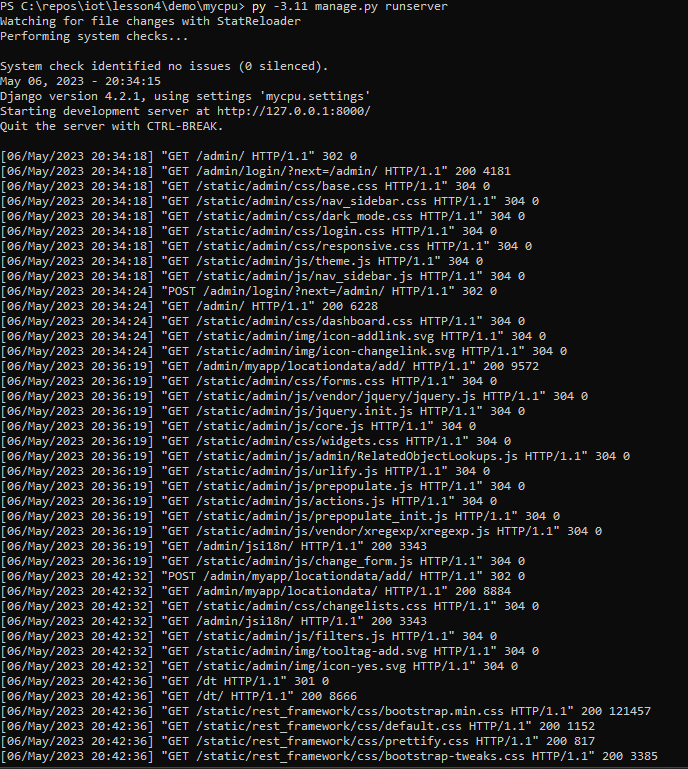 PS C:\repos\iot\lesson4\demo\mycpu> py -3.11 manage.py runserver
Watching for file changes with StatReloader
Performing system checks...
System check identified no issues (0 silenced).
May 06, 2023 - 20:34:15
Django version 4.2.1, using settings 'mycpu.settings'
Starting development server at http://127.0.0.1:8000/
Quit the server with CTRL-BREAK.
[06/May/2023 20:34:18] "GET /admin/ HTTP/1.1" 302 0
[06/May/2023 20:34:18] "GET /admin/login/?next=/admin/ HTTP/1.1" 200 4181
[06/May/2023 20:34:18] "GET /static/admin/css/base.css HTTP/1.1" 304 0
[06/May/2023 20:34:18] "GET /static/admin/css/nav_sidebar.css HTTP/1.1" 304 0
[06/May/2023 20:34:18] "GET /static/admin/css/dark_mode.css HTTP/1.1" 304 0
[06/May/2023 20:34:18] "GET /static/admin/css/login.css HTTP/1.1" 304 0
[06/May/2023 20:34:18] "GET /static/admin/css/responsive.css HTTP/1.1" 304 0
[06/May/2023 20:34:18] "GET /static/admin/js/theme.js HTTP/1.1" 304 0
[06/May/2023 20:34:18] "GET /static/admin/js/nav_sidebar.js HTTP/1.1" 304 0
[06/May/2023 20:34:24] "POST /admin/login/?next=/admin/ HTTP/1.1" 302 0
[06/May/2023 20:34:24] "GET /admin/ HTTP/1.1" 200 6228
[06/May/2023 20:34:24] "GET /static/admin/css/dashboard.css HTTP/1.1" 304 0
[06/May/2023 20:34:24] "GET /static/admin/img/icon-addlink.svg HTTP/1.1" 304 0
[06/May/2023 20:34:24] "GET /static/admin/img/icon-changelink.svg HTTP/1.1" 304 0
[06/May/2023 20:36:19] "GET /admin/myapp/locationdata/add/ HTTP/1.1" 200 9572
[06/May/2023 20:36:19] "GET /static/admin/css/forms.css HTTP/1.1" 304 0
[06/May/2023 20:36:19] "GET /static/admin/js/vendor/jquery/jquery.js HTTP/1.1" 304 0
[06/May/2023 20:36:19] "GET /static/admin/js/jquery.init.js HTTP/1.1" 304 0
[06/May/2023 20:36:19] "GET /static/admin/js/core.js HTTP/1.1" 304 0
[06/May/2023 20:36:19] "GET /static/admin/css/widgets.css HTTP/1.1" 304 0
[06/May/2023 20:36:19] "GET /static/admin/js/admin/RelatedObjectLookups.js HTTP/1.1" 304 0
[06/May/2023 20:36:19] "GET /static/admin/js/urlify.js HTTP/1.1" 304 0
[06/May/2023 20:36:19] "GET /static/admin/js/prepopulate.js HTTP/1.1" 304 0
[06/May/2023 20:36:19] "GET /static/admin/js/actions.js HTTP/1.1" 304 0
[06/May/2023 20:36:19] "GET /static/admin/js/prepopulate_init.js HTTP/1.1" 304 0
[06/May/2023 20:36:19] "GET /static/admin/js/vendor/xregexp/xregexp.js HTTP/1.1" 304 0
[06/May/2023 20:36:19] "GET /admin/jsi18n/ HTTP/1.1" 200 3343
[06/May/2023 20:36:19] "GET /static/admin/js/change_form.js HTTP/1.1" 304 0
[06/May/2023 20:42:32] "POST /admin/myapp/locationdata/add/ HTTP/1.1" 302 0
[06/May/2023 20:42:32] "GET /admin/myapp/locationdata/ HTTP/1.1" 200 8884
[06/May/2023 20:42:32] "GET /static/admin/css/changelists.css HTTP/1.1" 304 0
[06/May/2023 20:42:32] "GET /admin/jsi18n/ HTTP/1.1" 200 3343
[06/May/2023 20:42:32] "GET /static/admin/js/filters.js HTTP/1.1" 304 0
[06/May/2023 20:42:32] "GET /static/admin/img/tooltag-add.svg HTTP/1.1" 304 0
[06/May/2023 20:42:32] "GET /static/admin/img/icon-yes.svg HTTP/1.1" 304 0
[06/May/2023 20:42:36] "GET /dt HTTP/1.1" 301 0
[06/May/2023 20:42:36] "GET /dt/ HTTP/1.1" 200 8666
[06/May/2023 20:42:36] "GET /static/rest_framework/css/bootstrap.min.css HTTP/1.1" 200 121457
[06/May/2023 20:42:36] "GET /static/rest_framework/css/default.css HTTP/1.1" 200 1152
[06/May/2023 20:42:36] "GET /static/rest_framework/css/prettify.css HTTP/1.1" 200 817
[06/May/2023 20:42:36] "GET /static/rest_framework/css/bootstrap-tweaks.css HTTP/1.1" 200 3385